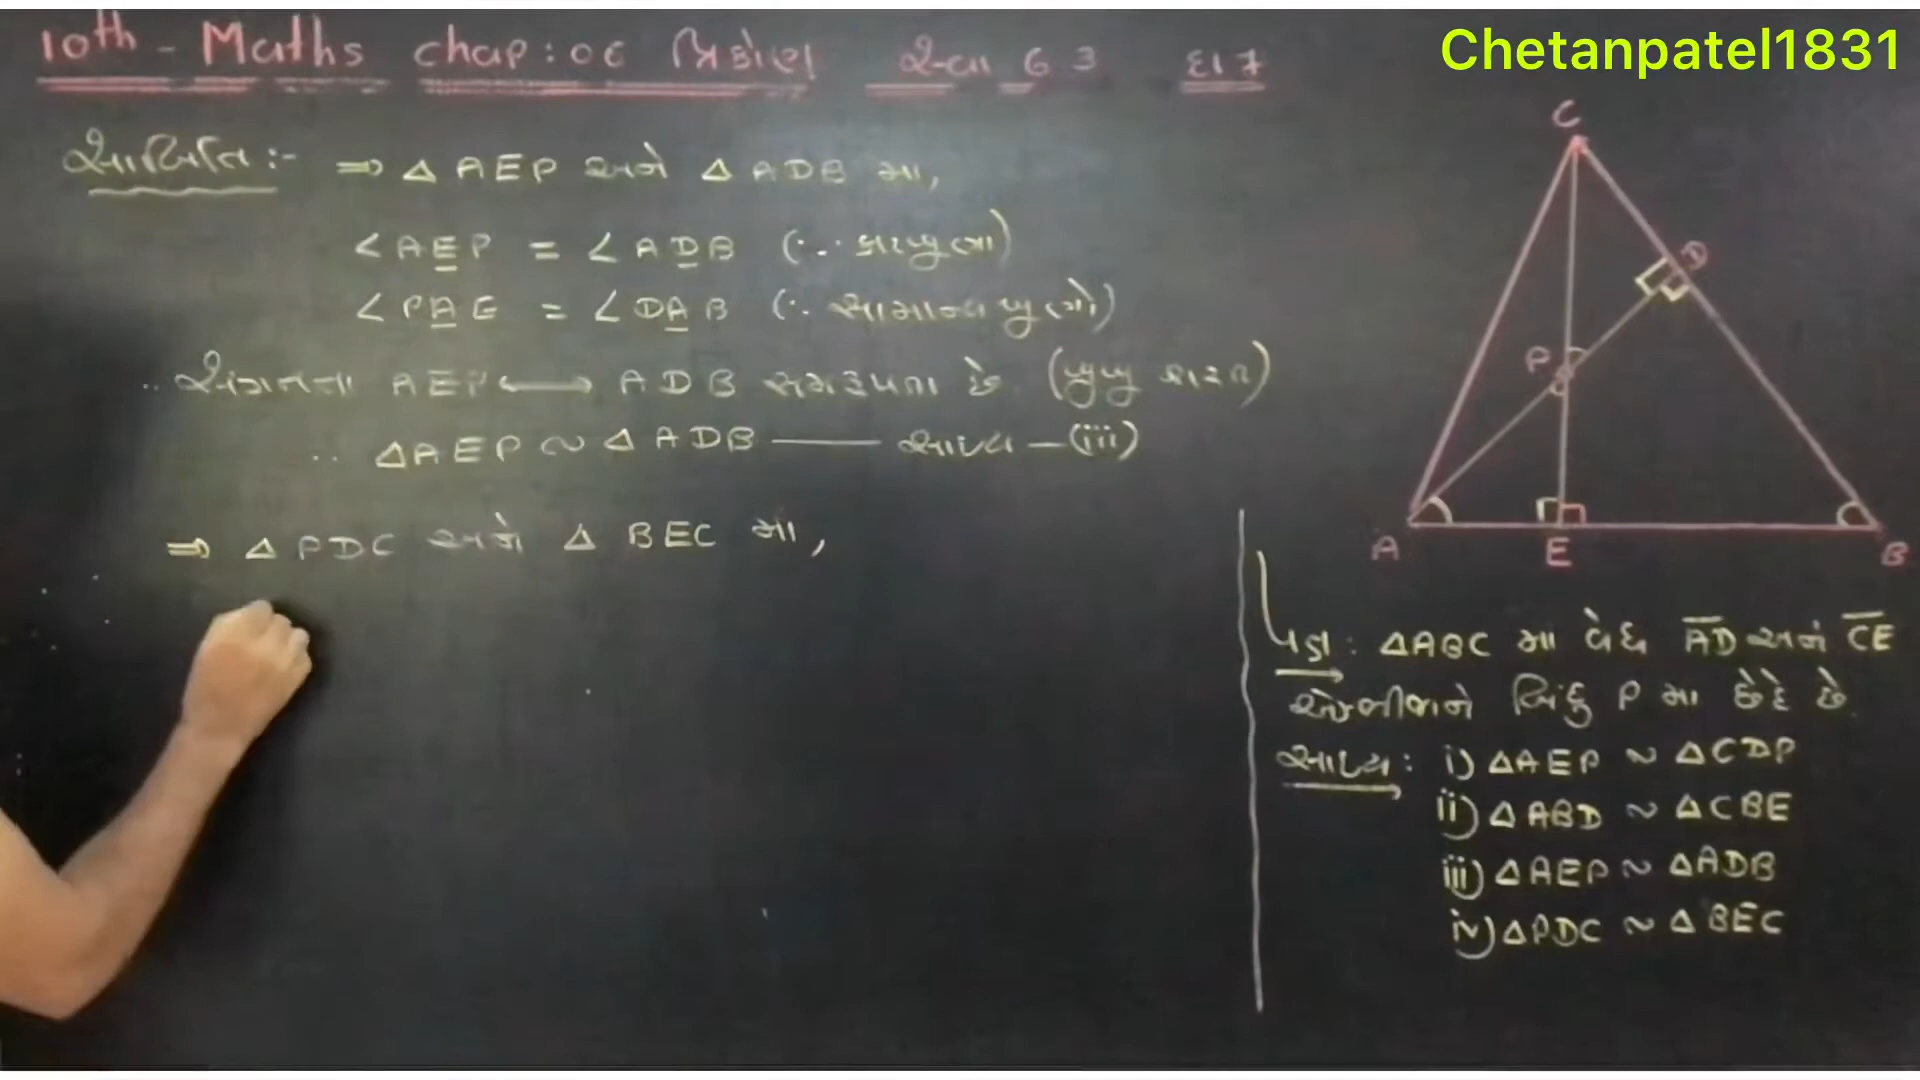 10th - Maths chap : 06 ત્રિકોણ સ્વા 6 3 દા 7
Chetanpatel1831
સાબિતિ :- ⇒ △ AEP અને △ ADB મા,
∠AEP = ∠ADB (∵ કાટખુણા)
∠PAE = ∠DAB (∵ સામાન્ય ખુણો)
∴ સંગતતા AEP ⟷ ADB સમરૂપતા છે (ખુખુ શરત)
∴ △AEP ~ △ADB —— સાધ્ય – (iii)
⇒ △ PDC અને △ BEC મા,
C
D
P
A
E
B
પક્ષ : △ABC મા વેધ AD અને CE
એકબીજાને બિંદુ P મા છેદે છે.
સાધ્ય : i) △AEP ~ △CDP
ii) △ABD ~ △CBE
iii) △AEP ~ △ADB
iv) △PDC ~ △BEC